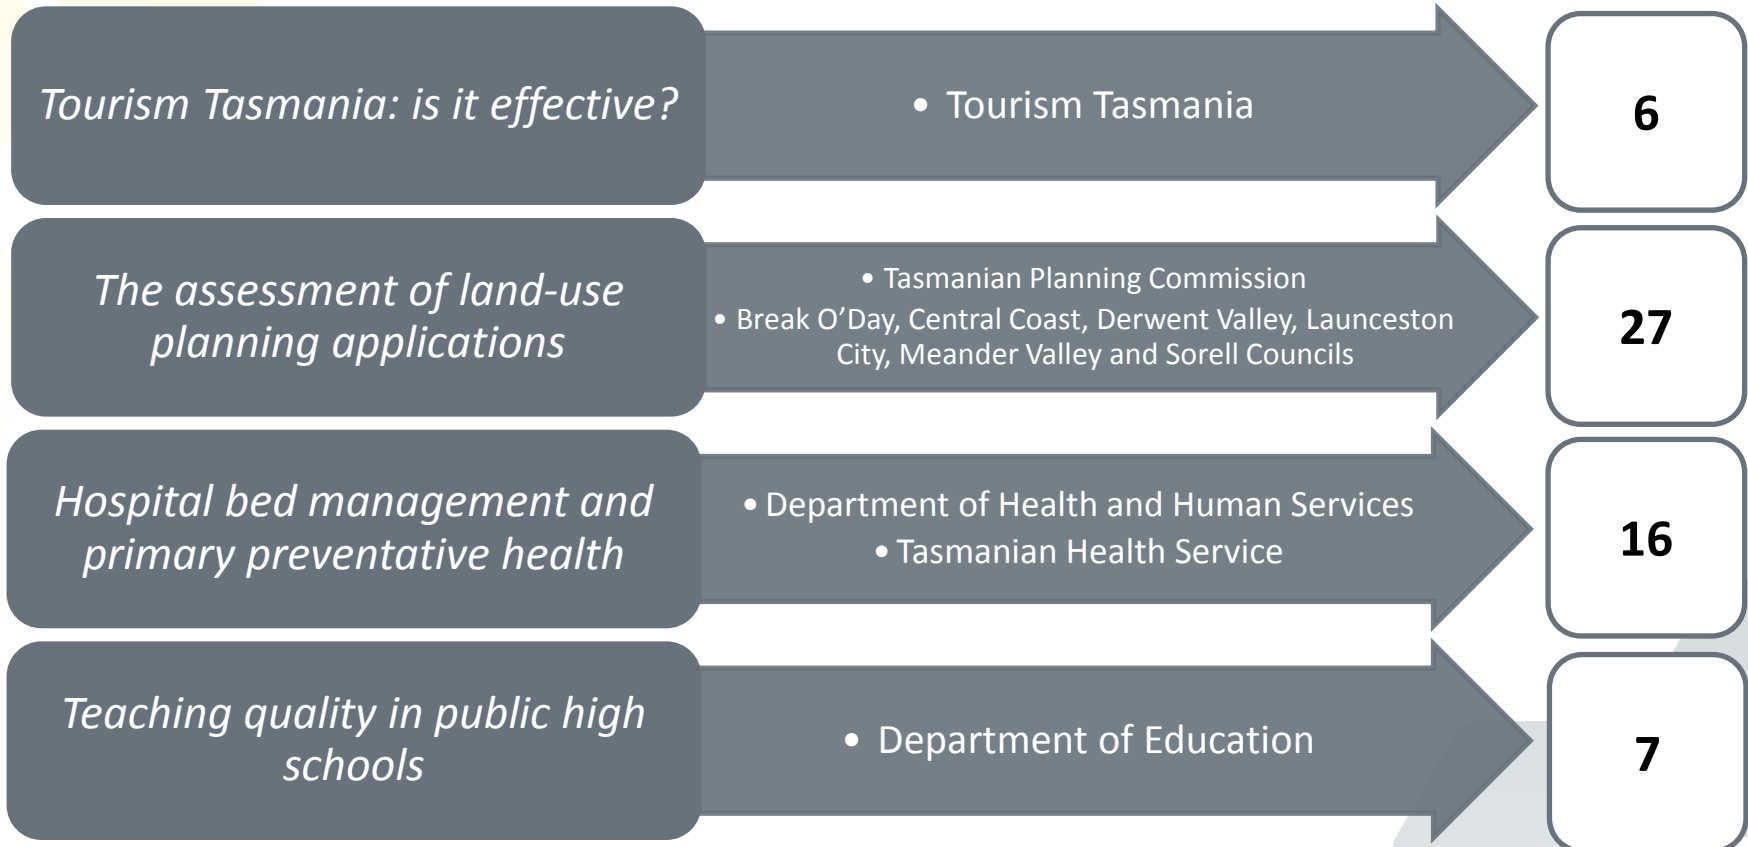 Tourism Tasmania: is it effective?
• Tourism Tasmania
6
The assessment of land-use
planning applications
• Tasmanian Planning Commission
• Break O’Day, Central Coast, Derwent Valley, Launceston
City, Meander Valley and Sorell Councils
27
Hospital bed management and
primary preventative health
• Department of Health and Human Services
• Tasmanian Health Service
16
Teaching quality in public high
schools
• Department of Education
7